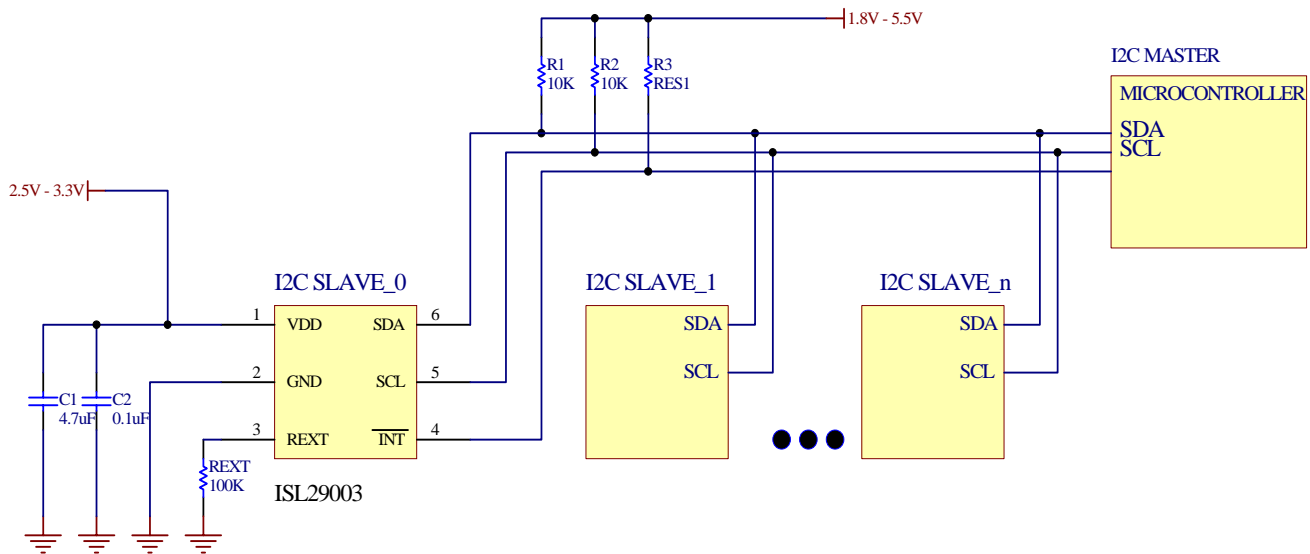 1.8V - 5.5V
R1
10K
R2
10K
R3
RES1
I2C MASTER
MICROCONTROLLER
SDA
SCL
2.5V - 3.3V
I2C SLAVE_0
1 VDD SDA 6
2 GND SCL 5
3 REXT INT 4
ISL29003
C1
4.7uF
C2
0.1uF
REXT
100K
I2C SLAVE_1
SDA
SCL
I2C SLAVE_n
SDA
SCL